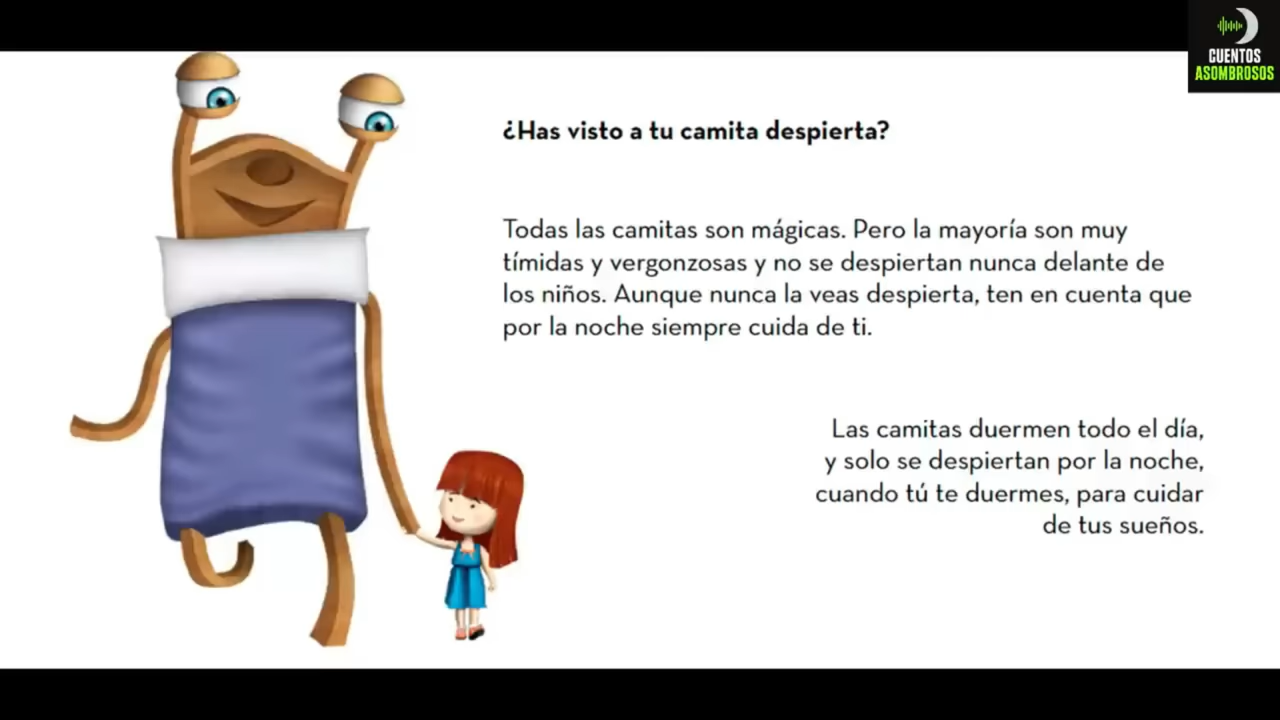 CUENTOS
ASOMBROSOS
¿Has visto a tu camita despierta?
Todas las camitas son mágicas. Pero la mayoría son muy
tímidas y vergonzosas y no se despiertan nunca delante de
los niños. Aunque nunca la veas despierta, ten en cuenta que
por la noche siempre cuida de ti.
Las camitas duermen todo el día,
y solo se despiertan por la noche,
cuando tú te duermes, para cuidar
de tus sueños.